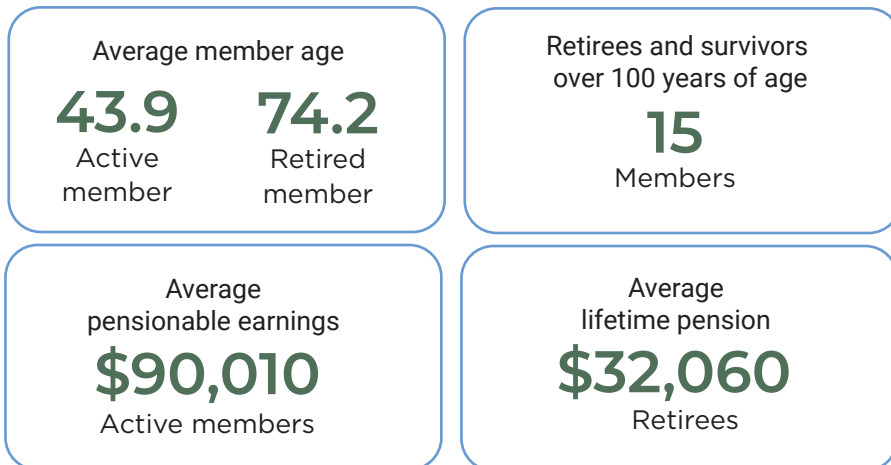 Average member age
43.9 74.2
Active Retired
member member
Retirees and survivors
over 100 years of age
15
Members
Average
pensionable earnings
$90,010
Active members
Average
lifetime pension
$32,060
Retirees